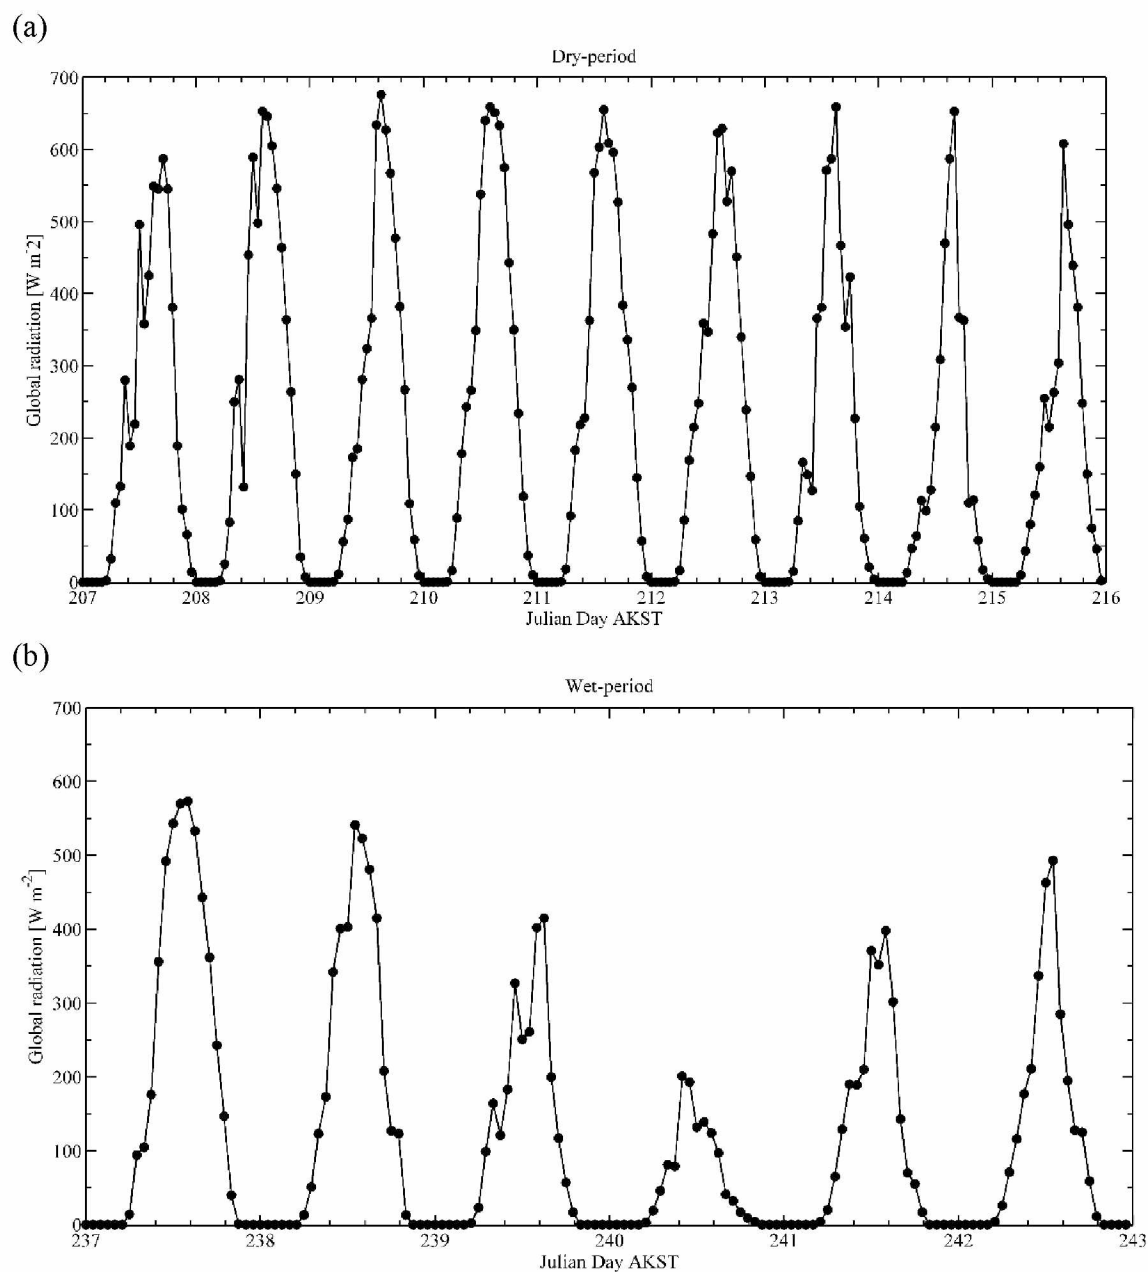 (a)
Dry-period
Global radiation [W m-2]
700
600
500
400
300
200
100
0
207 208 209 210 211 212 213 214 215 216
Julian Day AKST
(b)
Wet-period
Global radiation [W m-2]
700
600
500
400
300
200
100
0
237 238 239 240 241 242 243
Julian Day AKST